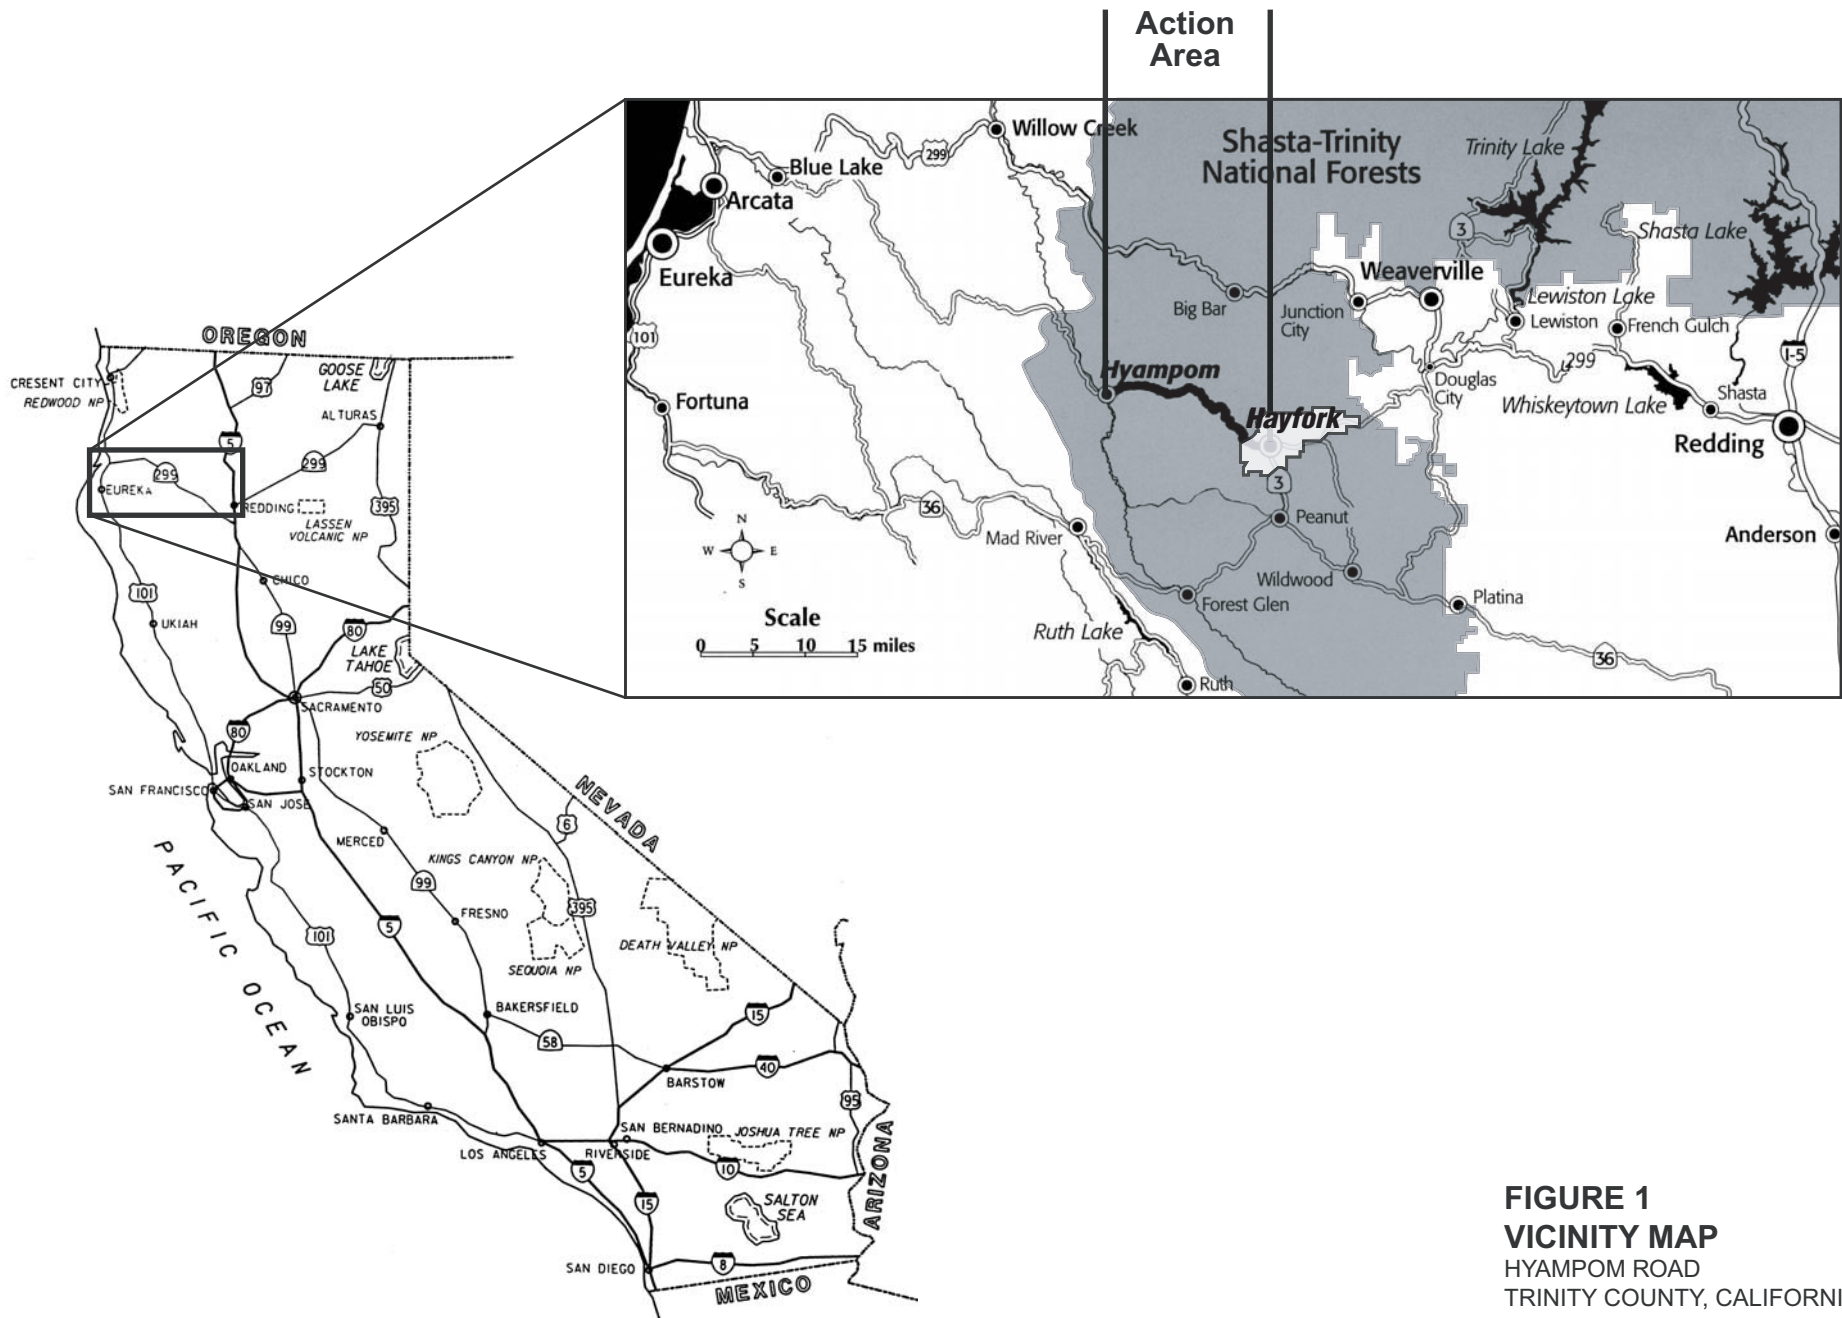 Action
Area
Willow Creek
Shasta-Trinity
National Forests
Trinity Lake
299
Blue Lake
Arcata
3
Shasta Lake
Eureka
Weaverville
Big Bar
Junction
City
Lewiston Lake
Lewiston
French Gulch
101
I-5
299
Hyampom
Douglas
City
Shasta
Whiskeytown Lake
Fortuna
Hayfork
Redding
3
36
Peanut
Mad River
Anderson
N
W
E
S
Wildwood
Forest Glen
Platina
Scale
0 5 10 15 miles
Ruth Lake
36
Ruth
OREGON
CRESENT CITY
REDWOOD NP
97
GOOSE
LAKE
ALTURAS
5
299
299
EUREKA
REDDING
395
LASSEN
VOLCANIC NP
CHICO
101
UKIAH
99
80
LAKE
TAHOE
50
SACRAMENTO
80
YOSEMITE NP
OAKLAND
STOCKTON
SAN FRANCISCO
SAN JOSE
NEVADA
6
MERCED
KINGS CANYON NP
PACIFIC OCEAN
99
395
FRESNO
5
101
DEATH VALLEY NP
SEQUOIA NP
SAN LUIS
OBISPO
BAKERSFIELD
15
58
40
BARSTOW
95
SANTA BARBARA
SAN BERNADINO
JOSHUA TREE NP
LOS ANGELES
RIVERSIDE
5
10
ARIZONA
15
SALTON
SEA
SAN DIEGO
8
MEXICO
FIGURE 1
VICINITY MAP
HYAMPOM ROAD
TRINITY COUNTY, CALIFORNI